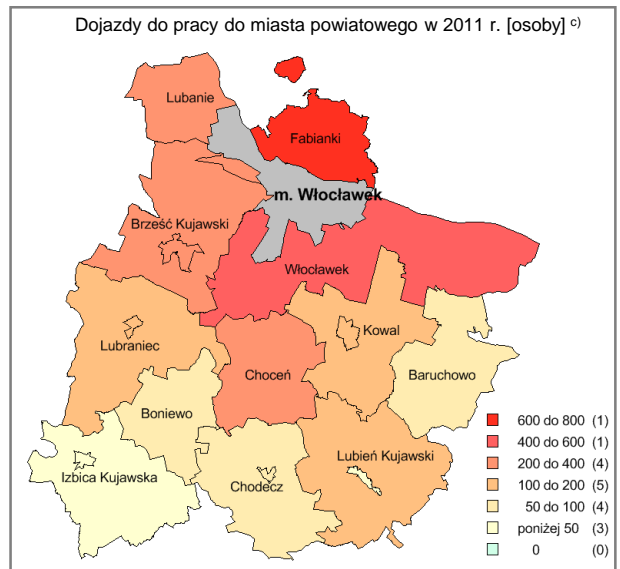 Dojazdy do pracy do miasta powiatowego w 2011 r. [osoby] c)
Lubanie
Fabianki
m. Włocławek
Brześć Kujawski
Włocławek
Kowal
Lubraniec
Choceń
Baruchowo
Boniewo
Lubień Kujawski
Izbica Kujawska
Chodecz
600 do 800 (1)
400 do 600 (1)
200 do 400 (4)
100 do 200 (5)
50 do 100 (4)
poniżej 50 (3)
0 (0)